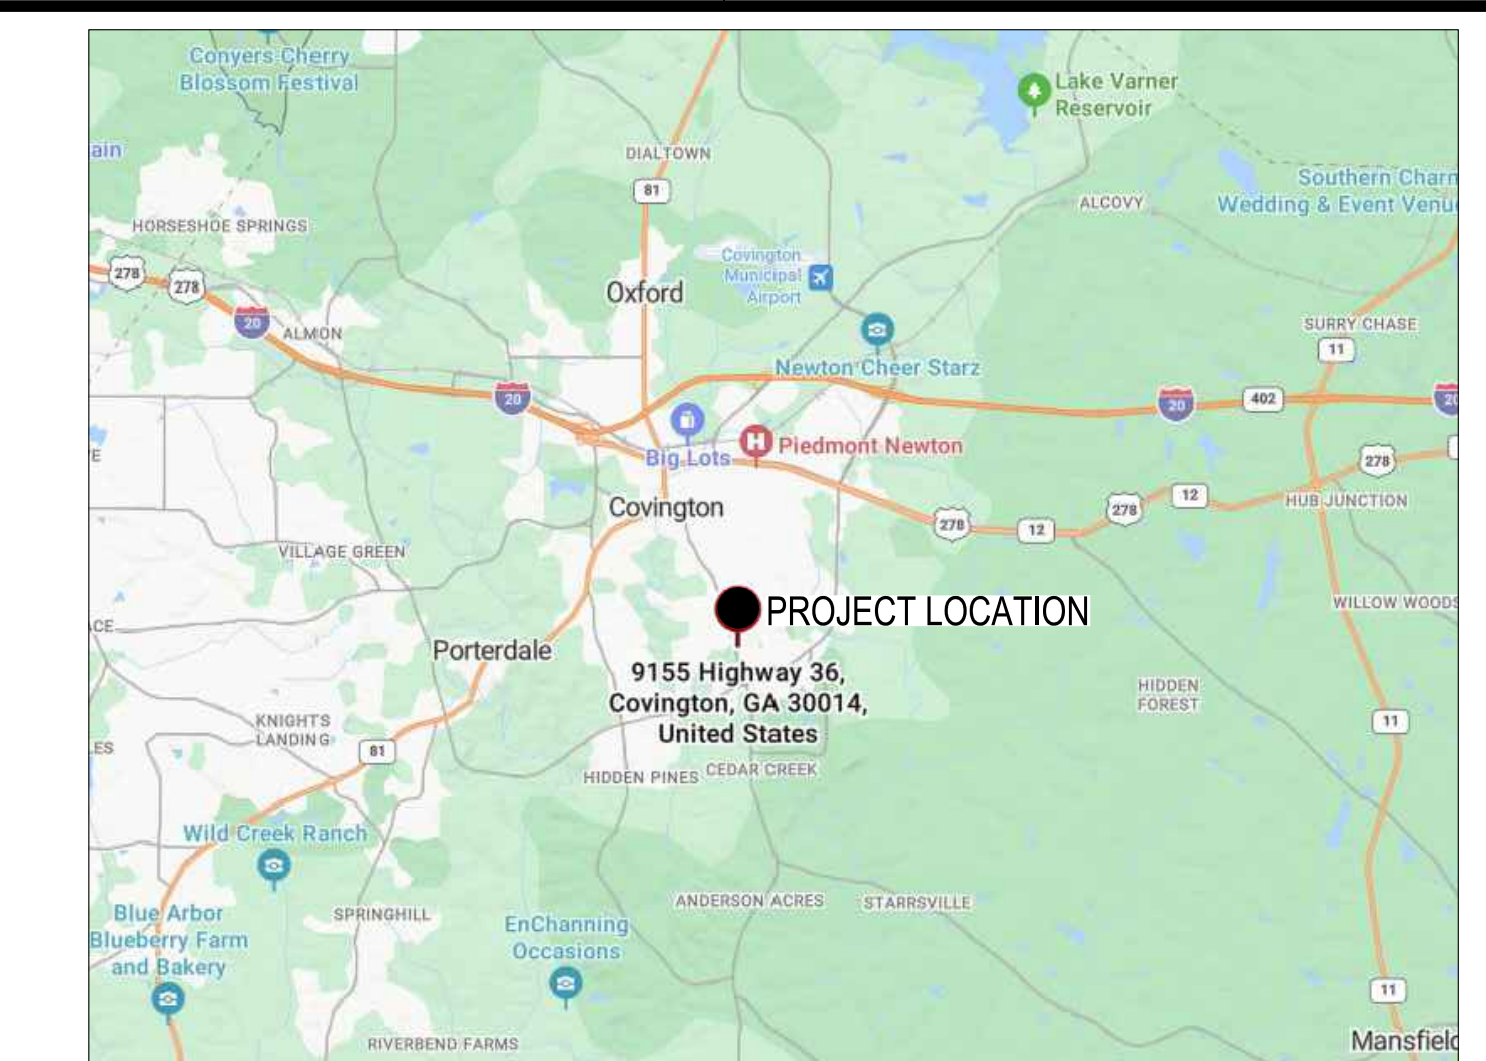 Conyers-Cherry
Blossom Festival
Lake Varner
Reservoir
ain
DIALTOWN
81
Southern Charm
Wedding & Event Venue
ALCOVY
HORSESHOE SPRINGS
Covington
Municipal
Airport
278
278
Oxford
20
ALMON
SURRY CHASE
11
Newton Cheer Starz
20
20
402
20
Big Lots
Piedmont Newton
E
278
Covington
278
12
278
12
HUB JUNCTION
VILLAGE GREEN
PROJECT LOCATION
WILLOW WOODS
CE
Porterdale
9155 Highway 36,
Covington, GA 30014,
United States
HIDDEN
FOREST
KNIGHTS
LANDING
ES
81
11
HIDDEN PINES
CEDAR CREEK
Wild Creek Ranch
ANDERSON ACRES
STARRSVILLE
Blue Arbor
Blueberry Farm
and Bakery
SPRINGHILL
EnChanning
Occasions
11
RIVERBEND FARMS
Mansfield